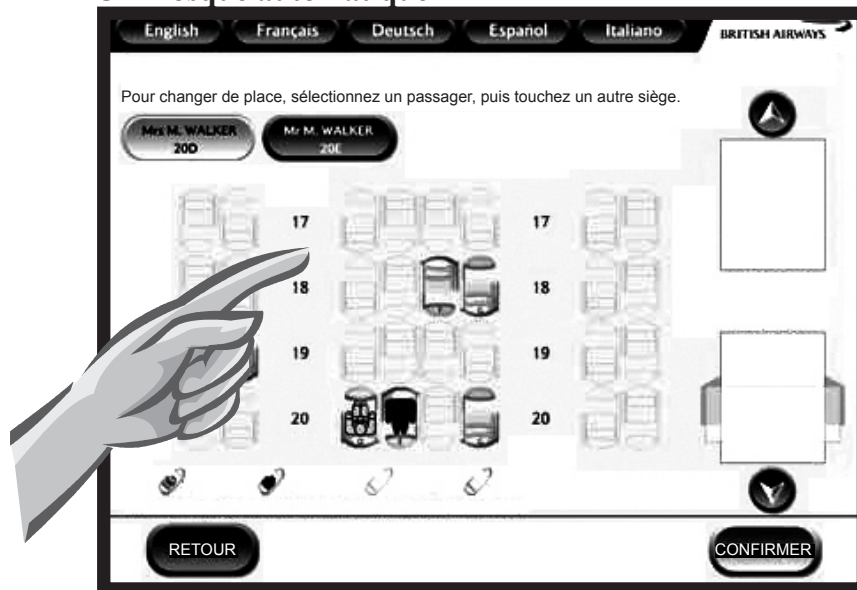 English Français Deutsch Español Italiano BRITISH AIRWAYS
Pour changer de place, sélectionnez un passager, puis touchez un autre siège.
Mrs M. WALKER Mr M. WALKER
20D 20E
17 17
18 18
19 19
20 20
RETOUR CONFIRMER